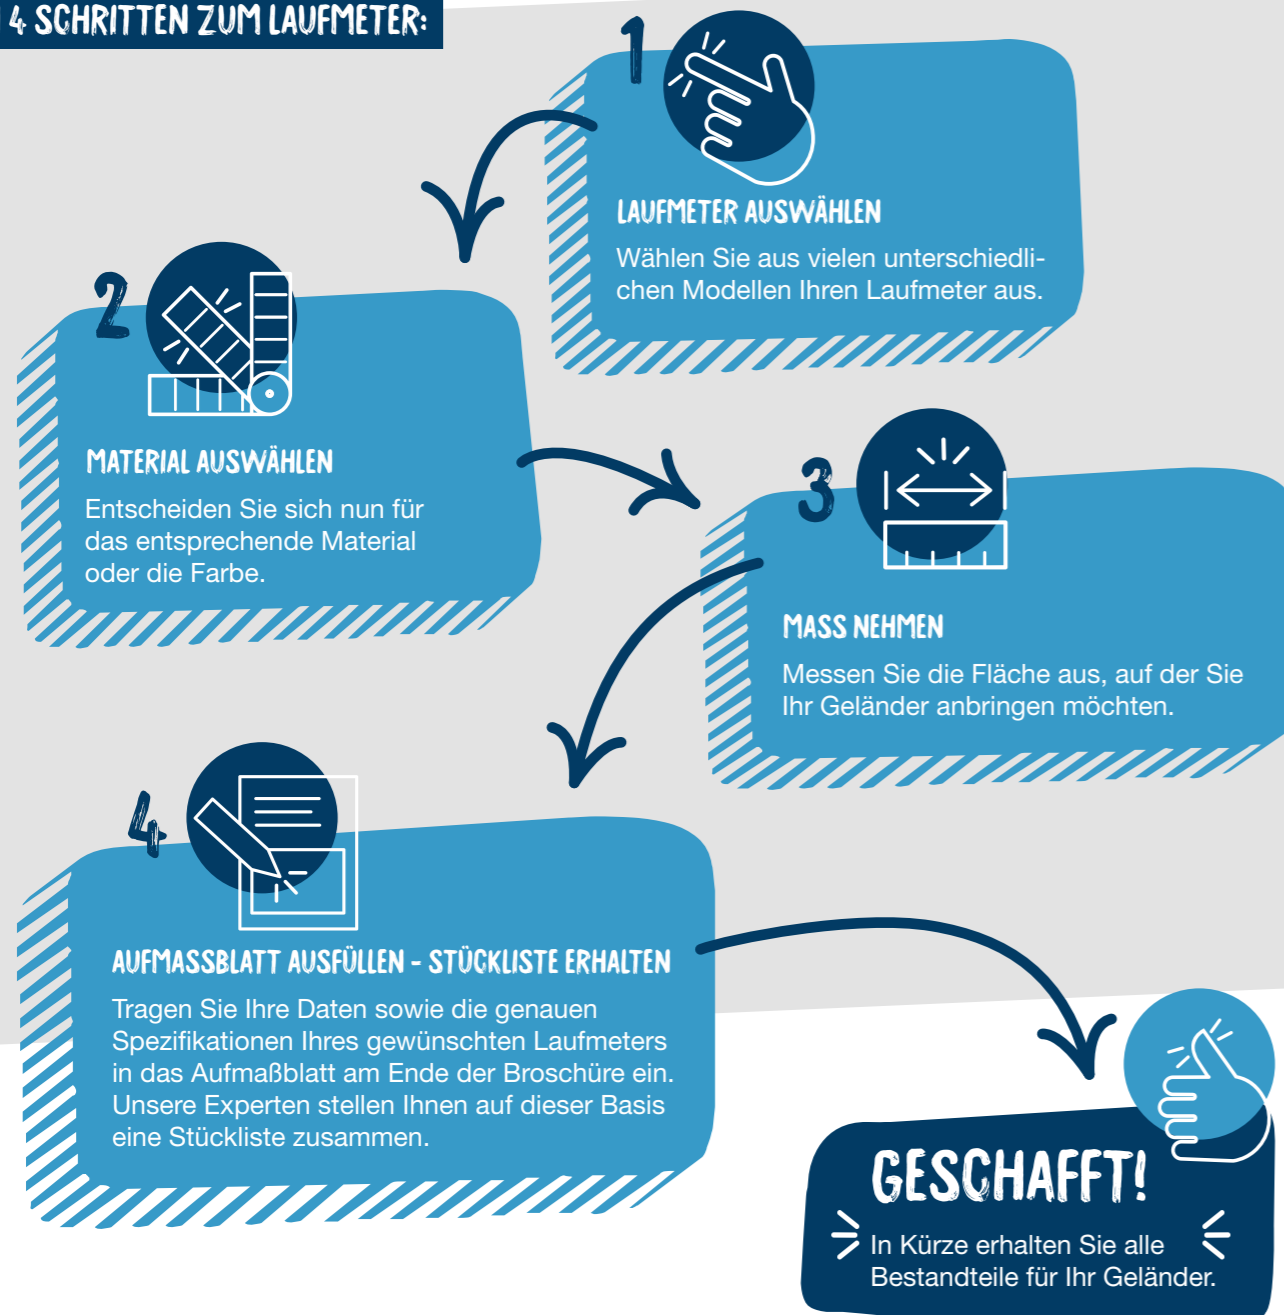 4 SCHRITTEN ZUM LAUFMETER:
1
LAUFMETER AUSWÄHLEN
Wählen Sie aus vielen unterschiedli-
chen Modellen Ihren Laufmeter aus.
2
MATERIAL AUSWÄHLEN
Entscheiden Sie sich nun für
das entsprechende Material
oder die Farbe.
3
MASS NEHMEN
Messen Sie die Fläche aus, auf der Sie
Ihr Geländer anbringen möchten.
4
AUFMASSBLATT AUSFÜLLEN - STÜCKLISTE ERHALTEN
Tragen Sie Ihre Daten sowie die genauen
Spezifikationen Ihres gewünschten Laufmeters
in das Aufmaßblatt am Ende der Broschüre ein.
Unsere Experten stellen Ihnen auf dieser Basis
eine Stückliste zusammen.
GESCHAFFT!
In Kürze erhalten Sie alle
Bestandteile für Ihr Geländer.